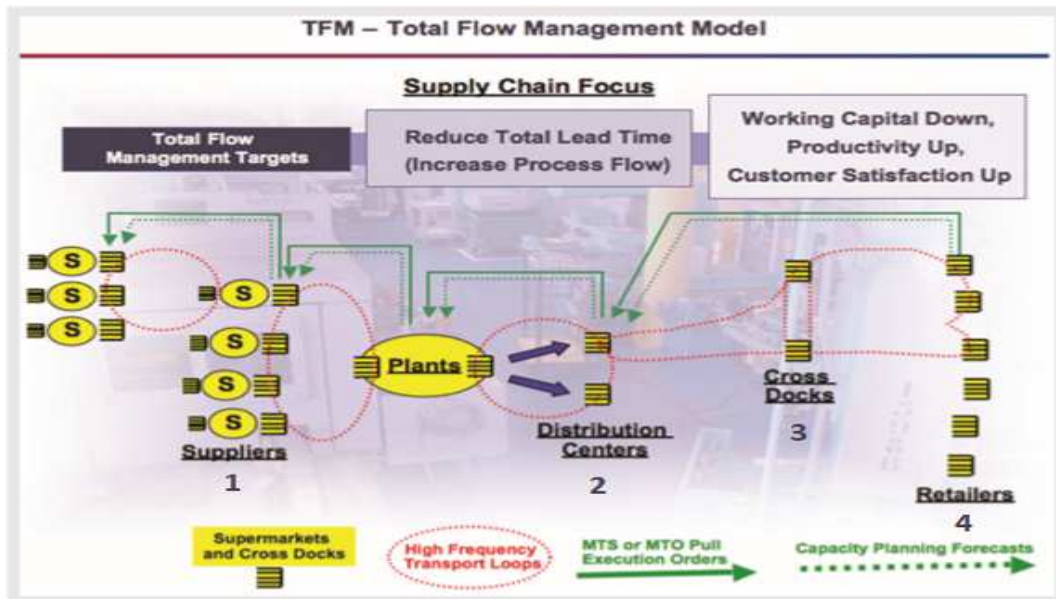 TFM – Total Flow Management Model
Supply Chain Focus
Total Flow
Management Targets
Reduce Total Lead Time
(Increase Process Flow)
Working Capital Down,
Productivity Up,
Customer Satisfaction Up
S
S
S
S
S
S
S
Plants
Suppliers
1
Distribution
Centers
2
Cross
Docks
3
Retailers
4
Supermarkets
and Cross Docks
High Frequency
Transport Loops
MTS or MTO Pull
Execution Orders
Capacity Planning Forecasts